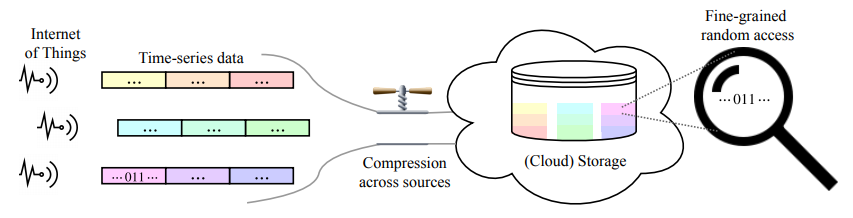 Internet
of Things
Time-series data
... ... ...
... ... ...
...011... ... ...
Compression
across sources
(Cloud) Storage
Fine-grained
random access
...011...